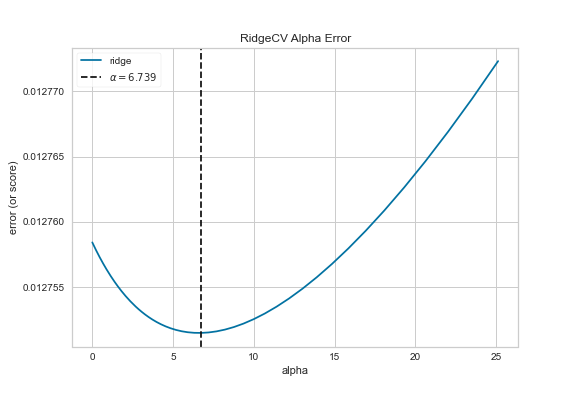 RidgeCV Alpha Error
ridge
α = 6.739
error (or score)
0.012770
0.012765
0.012760
0.012755
0 5 10 15 20 25
alpha